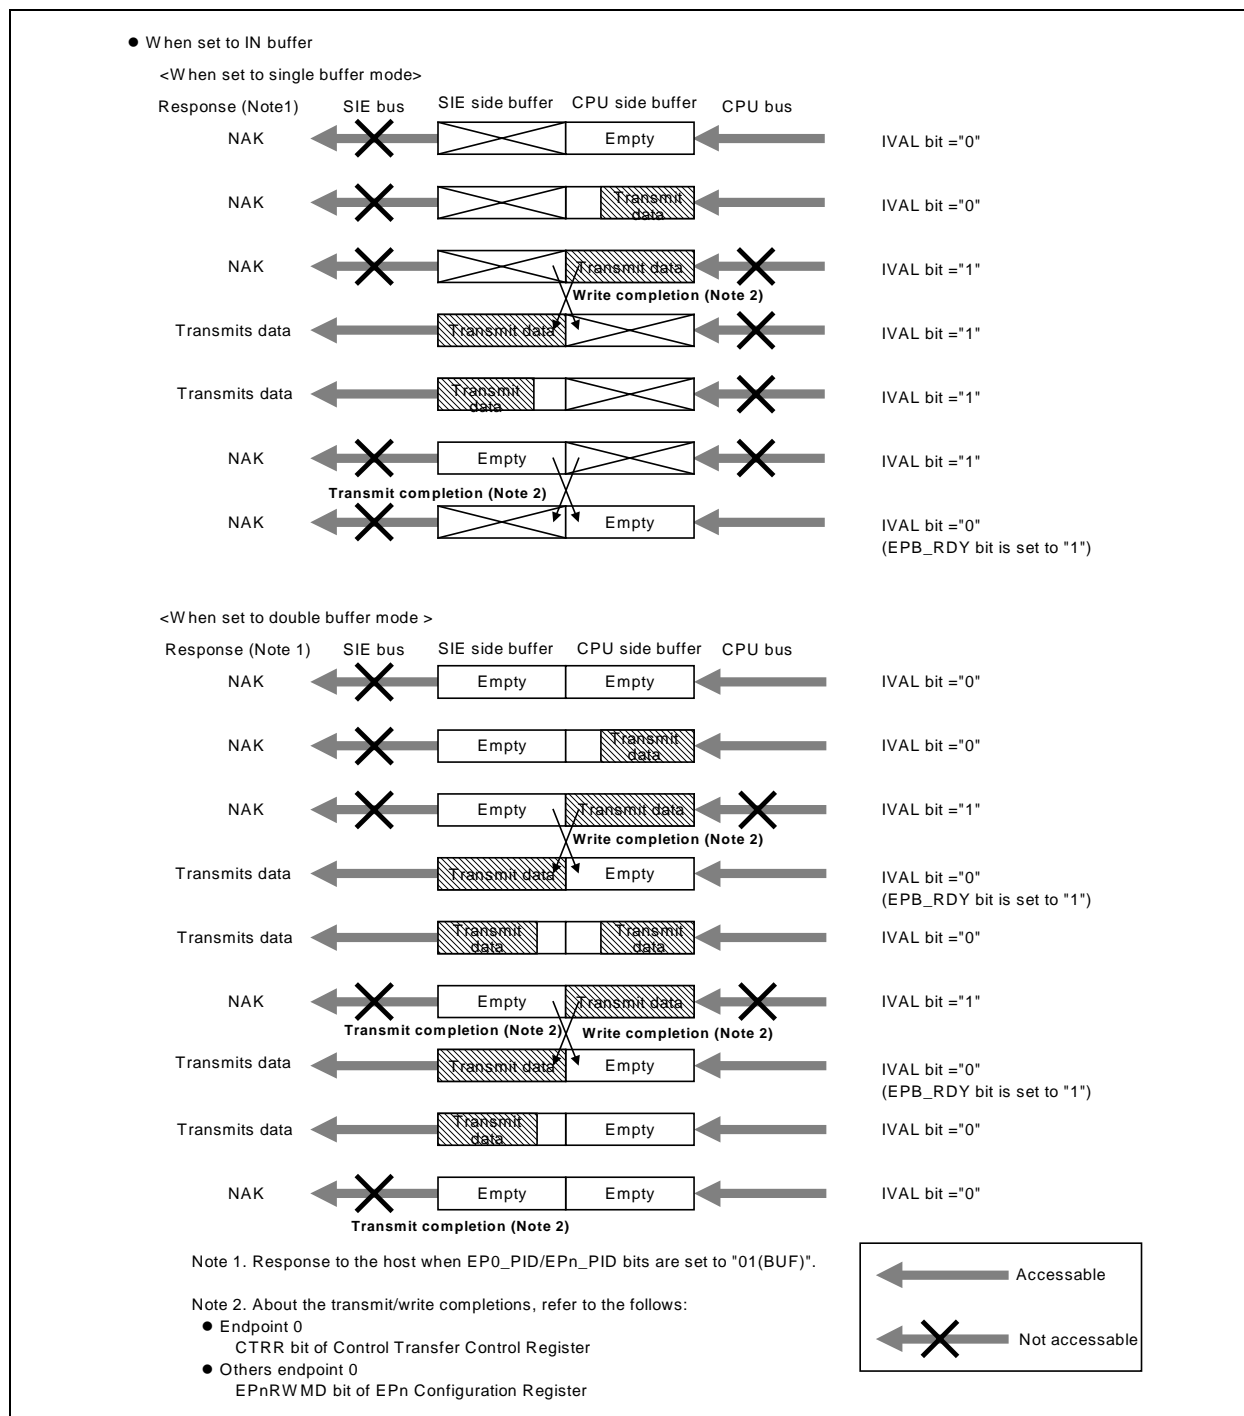 ● When set to IN buffer
<When set to single buffer mode>
Response (Note1) SIE bus SIE side buffer CPU side buffer CPU bus
NAK Empty IVAL bit ="0"
NAK Transmit data IVAL bit ="0"
NAK Transmit data IVAL bit ="1"
Write completion (Note 2)
Transmits data Transmit data IVAL bit ="1"
Transmits data Transmit data IVAL bit ="1"
NAK Empty IVAL bit ="1"
Transmit completion (Note 2)
NAK Empty IVAL bit ="0"
(EPB_RDY bit is set to "1")
<When set to double buffer mode >
Response (Note 1) SIE bus SIE side buffer CPU side buffer CPU bus
NAK Empty Empty IVAL bit ="0"
NAK Empty Transmit data IVAL bit ="0"
NAK Empty Transmit data IVAL bit ="1"
Write completion (Note 2)
Transmits data Transmit data Empty IVAL bit ="0"
(EPB_RDY bit is set to "1")
Transmits data Transmit data Transmit data IVAL bit ="0"
NAK Empty Transmit data IVAL bit ="1"
Transmit completion (Note 2) Write completion (Note 2)
Transmits data Transmit data Empty IVAL bit ="0"
(EPB_RDY bit is set to "1")
Transmits data Transmit data Empty IVAL bit ="0"
NAK Empty Empty IVAL bit ="0"
Transmit completion (Note 2)
Note 1. Response to the host when EP0_PID/EPn_PID bits are set to "01(BUF)".
Accessable
Note 2. About the transmit/write completions, refer to the follows:
● Endpoint 0
CTRR bit of Control Transfer Control Register
Not accessable
● Others endpoint 0
EPnRWMD bit of EPn Configuration Register